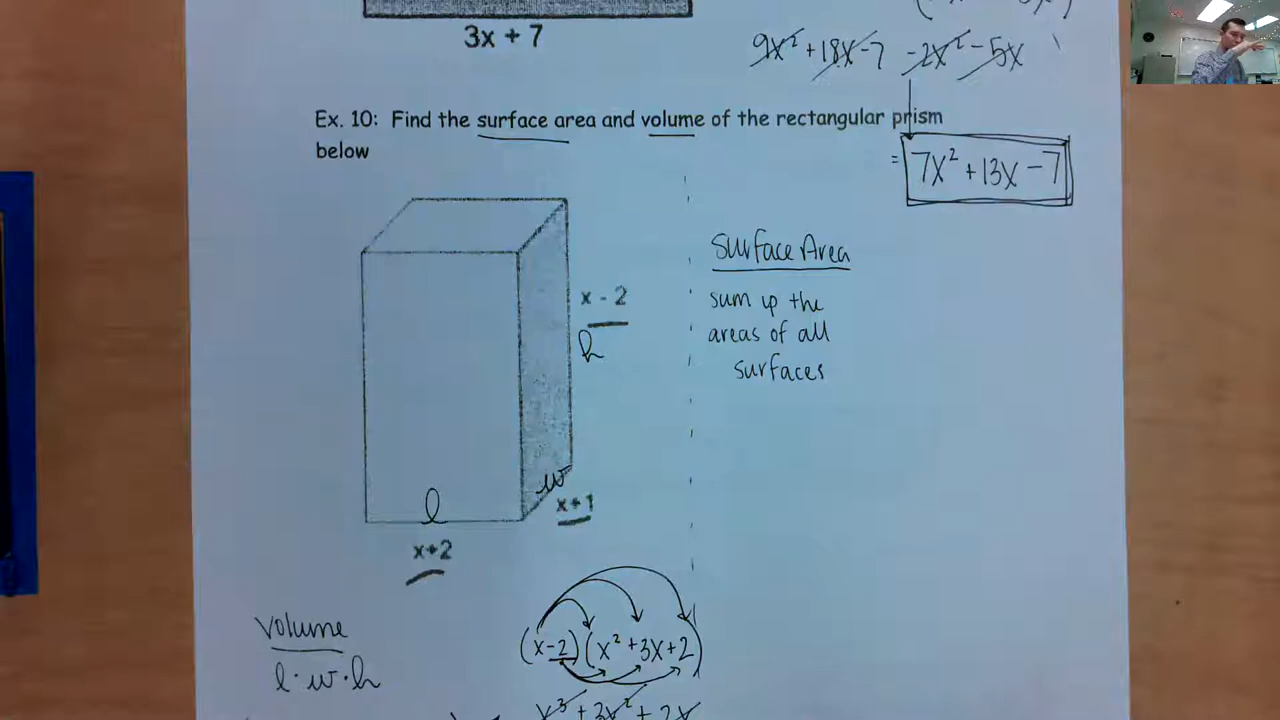 3x + 7
9x² + 18x - 7 - 2x² - 5x
Ex. 10: Find the surface area and volume of the rectangular prism
below
= 7x² + 13x - 7
Surface Area
sum up the
areas of all
surfaces
x - 2
h
w
x+1
l
x+2
Volume
l · w · h
(x-2)(x² + 3x + 2)
x³ + 3x² + 2x